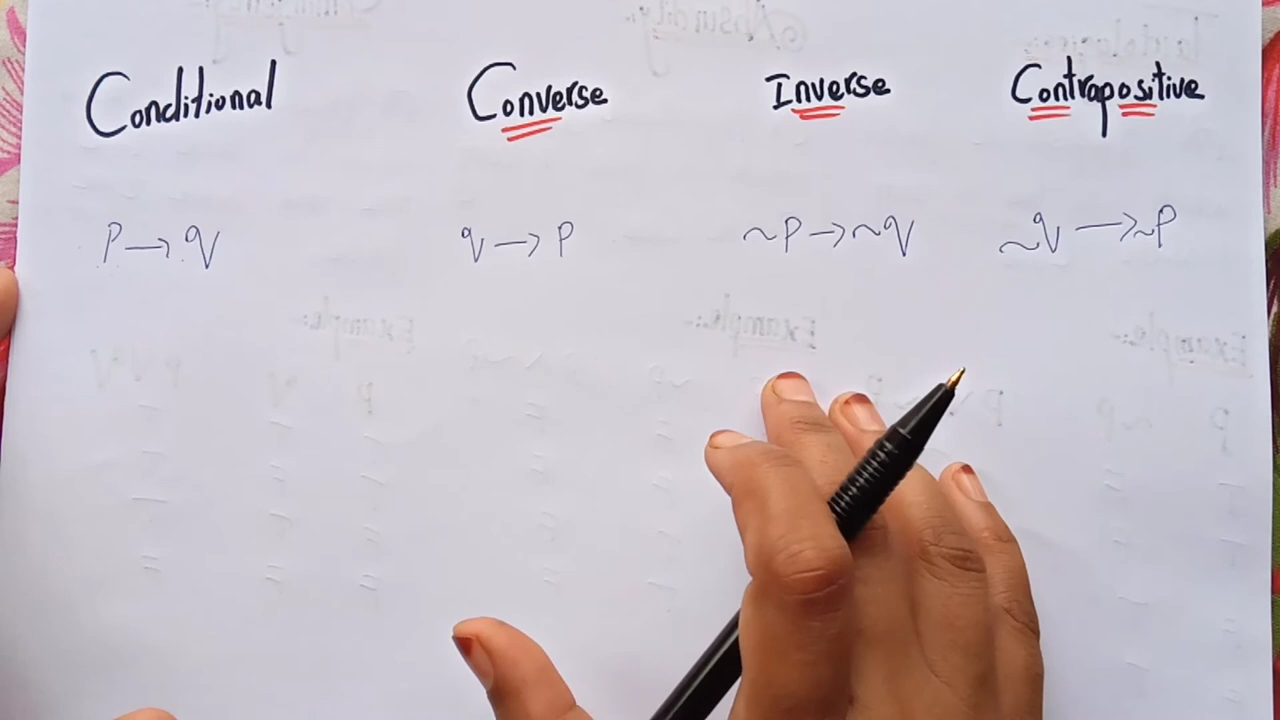 Conditional Converse Inverse Contrapositive
P → q q → P ~P → ~q ~q → ~P